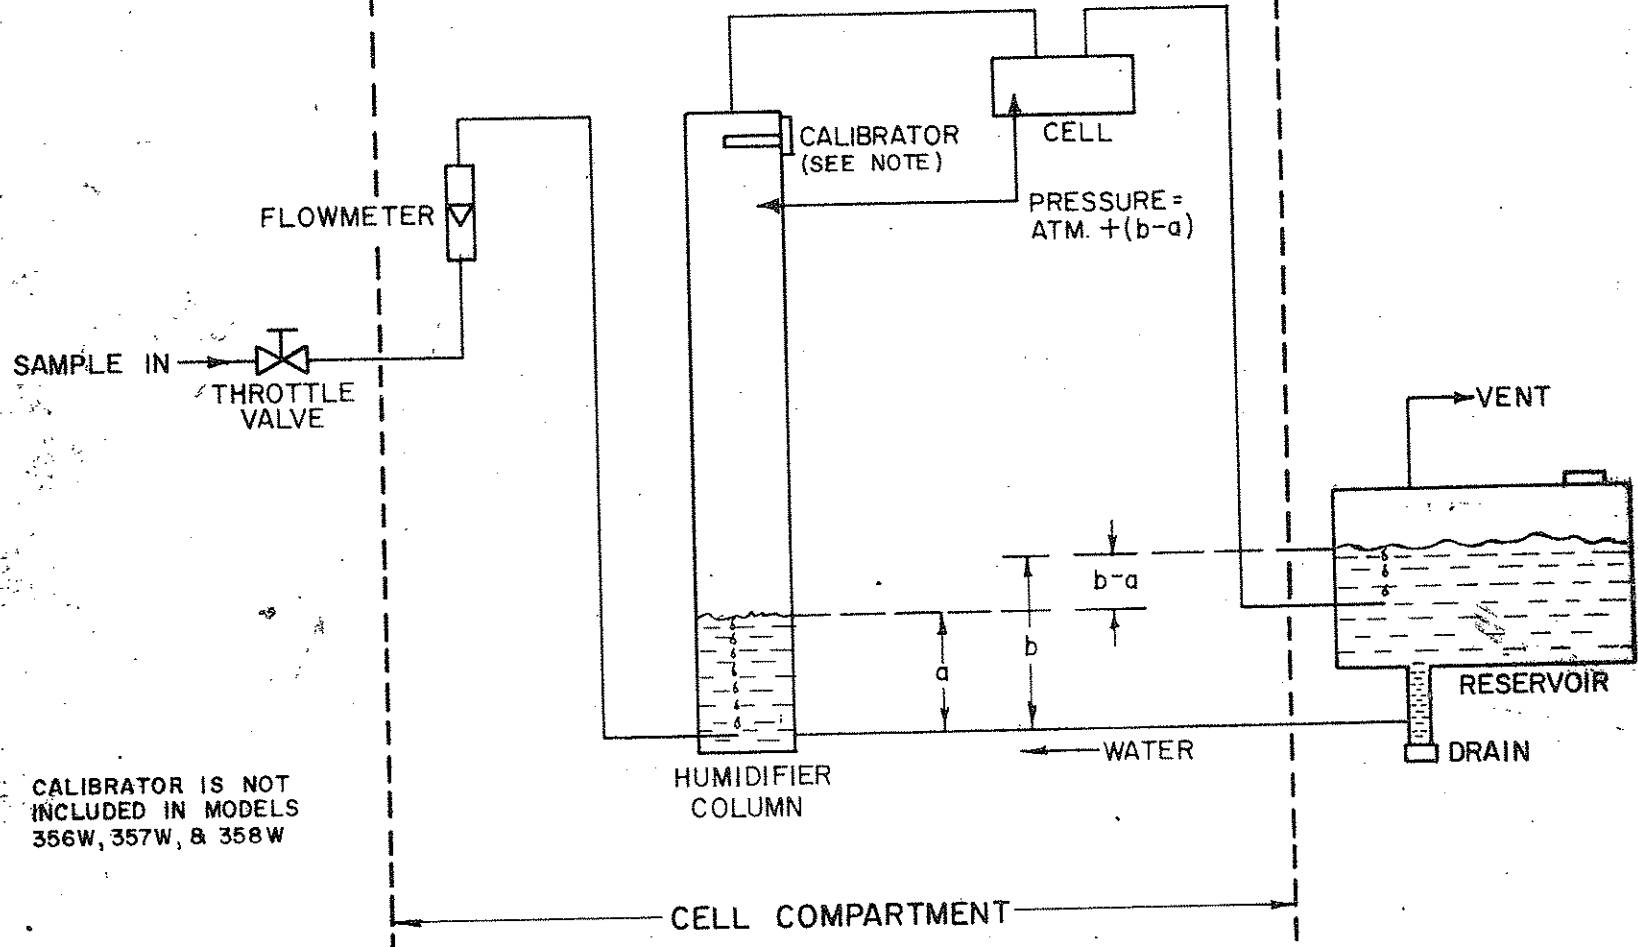 CALIBRATOR
(SEE NOTE)
CELL
FLOWMETER
PRESSURE=
ATM. +(b-a)
SAMPLE IN
THROTTLE
VALVE
VENT
b-a
b
a
RESERVOIR
WATER
DRAIN
HUMIDIFIER
COLUMN
CALIBRATOR IS NOT
INCLUDED IN MODELS
356W, 357W, & 358W
CELL COMPARTMENT